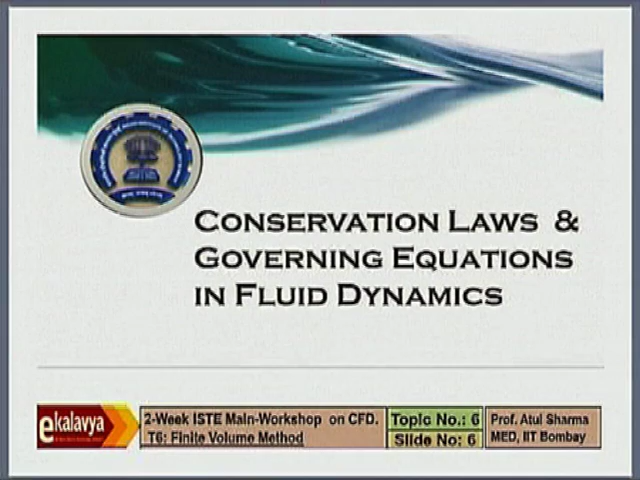 CONSERVATION LAWS &
GOVERNING EQUATIONS
IN FLUID DYNAMICS
ekalavya
2-Week ISTE Main-Workshop on CFD.
T6: Finite Volume Method
Topic No.: 6
Slide No: 6
Prof. Atul Sharma
MED, IIT Bombay